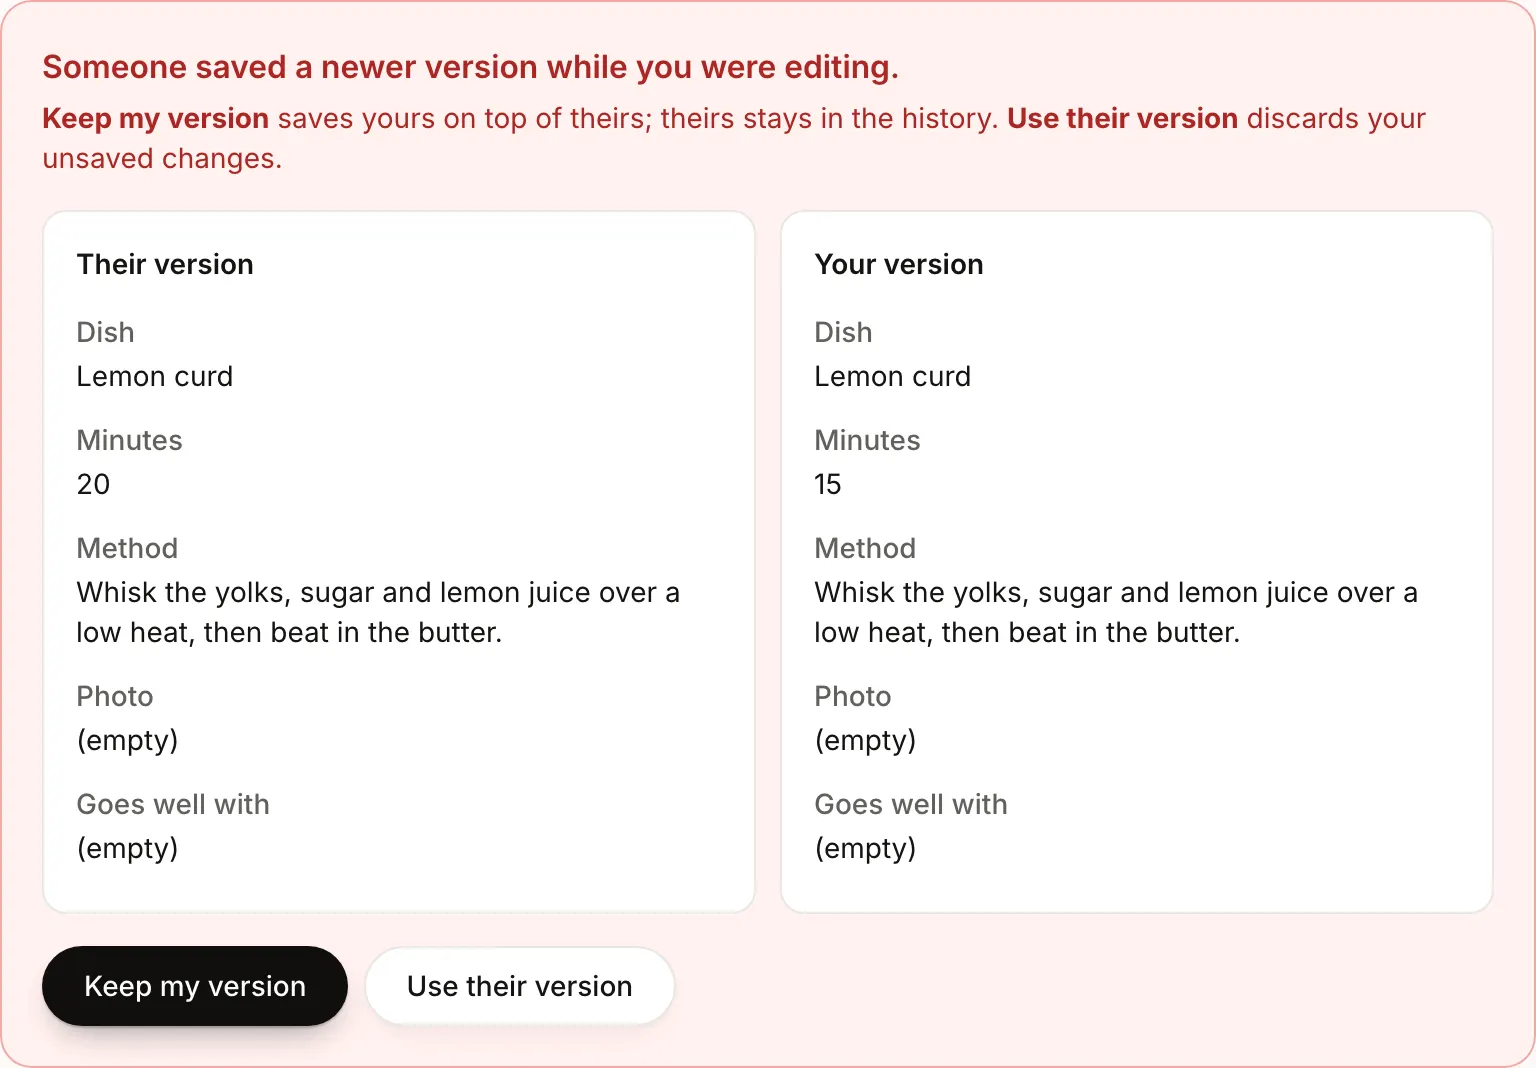 Someone saved a newer version while you were editing.
Keep my version saves yours on top of theirs; theirs stays in the history. Use their version discards your
unsaved changes.
Their version
Dish
Lemon curd
Minutes
20
Method
Whisk the yolks, sugar and lemon juice over a
low heat, then beat in the butter.
Photo
(empty)
Goes well with
(empty)
Your version
Dish
Lemon curd
Minutes
15
Method
Whisk the yolks, sugar and lemon juice over a
low heat, then beat in the butter.
Photo
(empty)
Goes well with
(empty)
Keep my version
Use their version